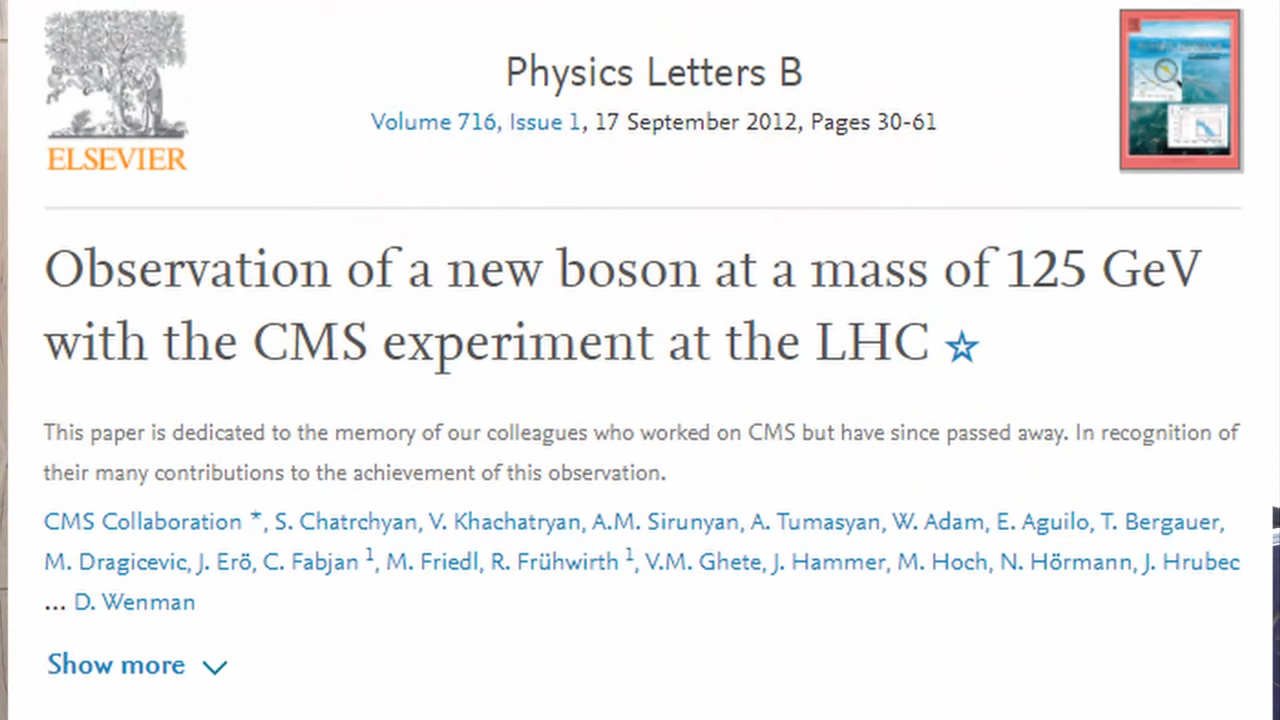 ELSEVIER
Physics Letters B
Volume 716, Issue 1, 17 September 2012, Pages 30-61
Observation of a new boson at a mass of 125 GeV
with the CMS experiment at the LHC ☆
This paper is dedicated to the memory of our colleagues who worked on CMS but have since passed away. In recognition of
their many contributions to the achievement of this observation.
CMS Collaboration *, S. Chatrchyan, V. Khachatryan, A.M. Sirunyan, A. Tumasyan, W. Adam, E. Aguilo, T. Bergauer,
M. Dragicevic, J. Erö, C. Fabjan ¹, M. Friedl, R. Frühwirth ¹, V.M. Ghete, J. Hammer, M. Hoch, N. Hörmann, J. Hrubec
... D. Wenman
Show more